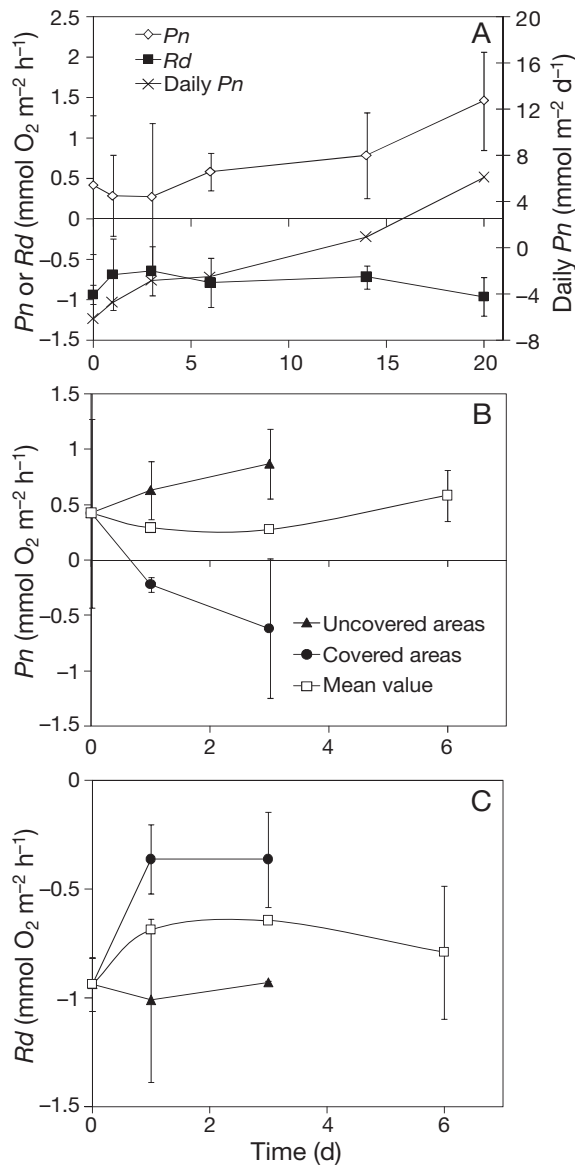 A
Pn
Rd
Daily Pn
Pn or Rd (mmol O₂ m⁻² h⁻¹)
2.5
2
1.5
1
0.5
0
−0.5
−1
−1.5
Daily Pn (mmol m⁻² d⁻¹)
20
16
12
8
4
0
−4
−8
0 5 10 15 20
B
Pn (mmol O₂ m⁻² h⁻¹)
1.5
1
0.5
0
−0.5
−1
−1.5
Uncovered areas
Covered areas
Mean value
0 2 4 6
C
Rd (mmol O₂ m⁻² h⁻¹)
0
−0.5
−1
−1.5
0 2 4 6
Time (d)